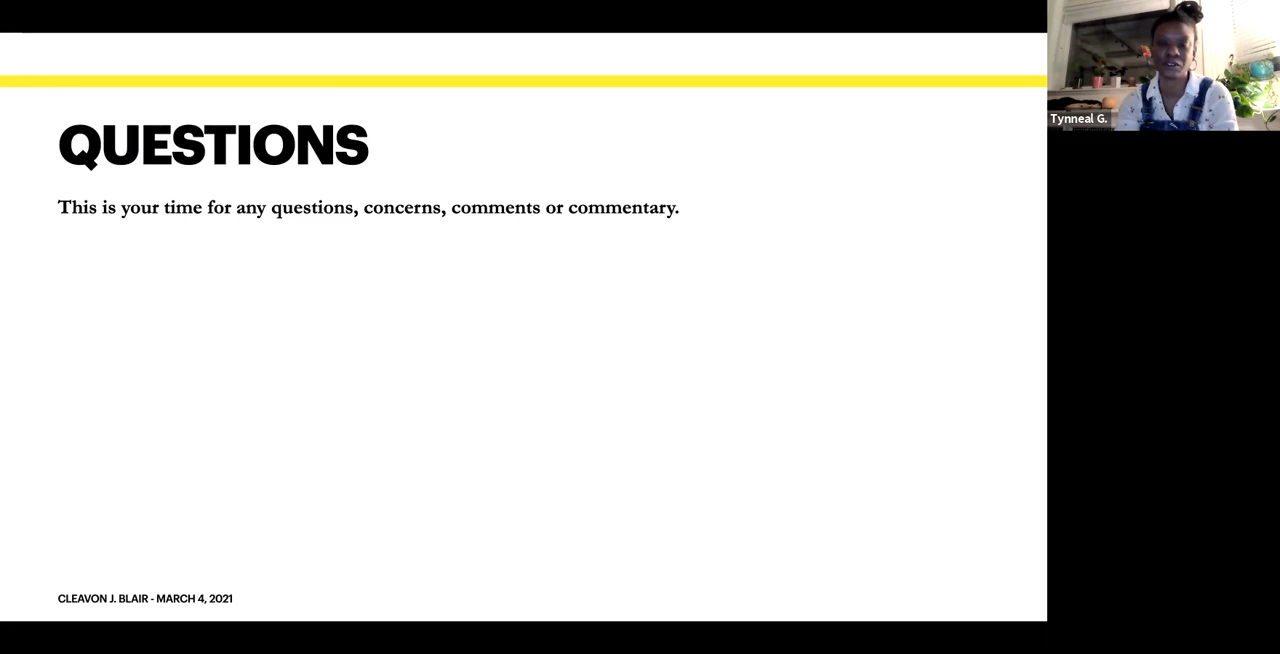 QUESTIONS
This is your time for any questions, concerns, comments or commentary.
CLEAVON J. BLAIR - MARCH 4, 2021
Tynneal G.